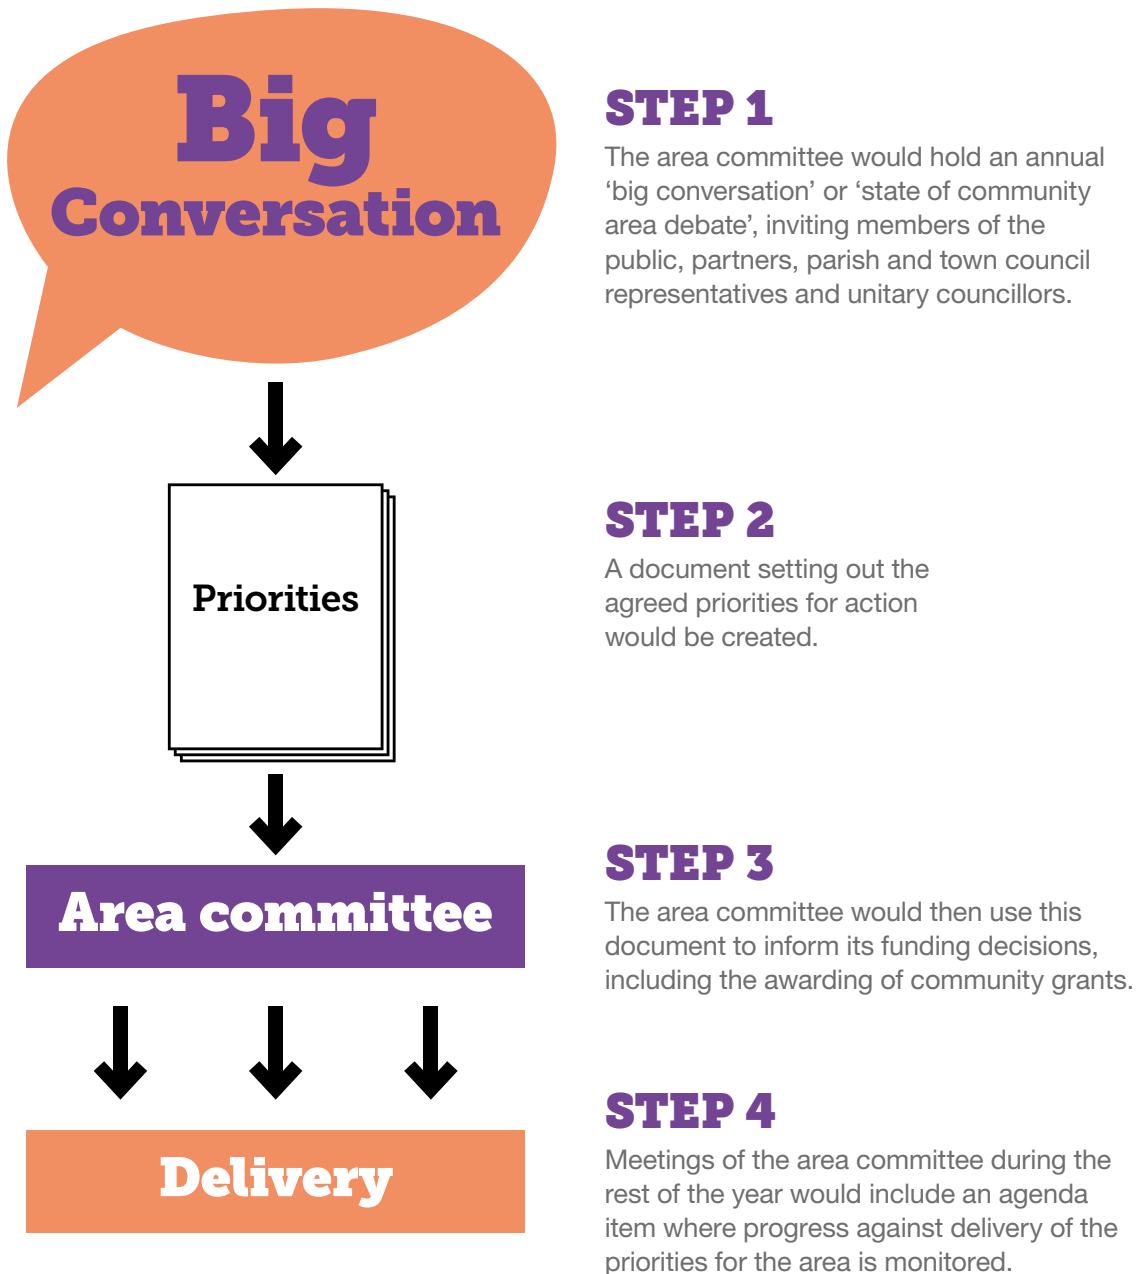 Big
Conversation
STEP 1
The area committee would hold an annual
‘big conversation’ or ‘state of community
area debate’, inviting members of the
public, partners, parish and town council
representatives and unitary councillors.
Priorities
STEP 2
A document setting out the
agreed priorities for action
would be created.
Area committee
STEP 3
The area committee would then use this
document to inform its funding decisions,
including the awarding of community grants.
Delivery
STEP 4
Meetings of the area committee during the
rest of the year would include an agenda
item where progress against delivery of the
priorities for the area is monitored.